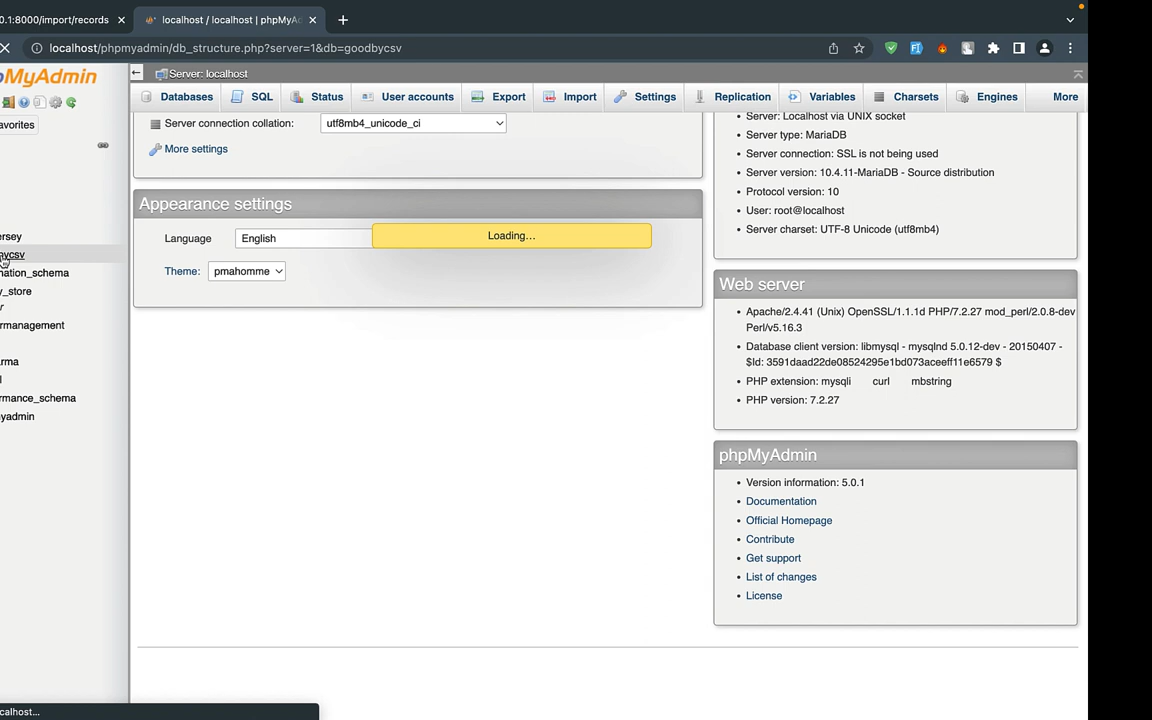 0.1:8000/import/records
localhost / localhost | phpMyAd
localhost/phpmyadmin/db_structure.php?server=1&db=goodbycsv
pMyAdmin
avorites
ersey
ycsv
nation_schema
y_store
r
rmanagement
rma
l
rmance_schema
yadmin
Server: localhost
Databases
SQL
Status
User accounts
Export
Import
Settings
Replication
Variables
Charsets
Engines
More
Server connection collation:
utf8mb4_unicode_ci
More settings
Appearance settings
Language
English
Loading…
Theme:
pmahomme
Server: Localhost via UNIX socket
Server type: MariaDB
Server connection: SSL is not being used
Server version: 10.4.11-MariaDB - Source distribution
Protocol version: 10
User: root@localhost
Server charset: UTF-8 Unicode (utf8mb4)
Web server
Apache/2.4.41 (Unix) OpenSSL/1.1.1d PHP/7.2.27 mod_perl/2.0.8-dev
Perl/v5.16.3
Database client version: libmysql - mysqlnd 5.0.12-dev - 20150407 -
$Id: 3591daad22de08524295e1bd073aceeff11e6579 $
PHP extension: mysqli curl mbstring
PHP version: 7.2.27
phpMyAdmin
Version information: 5.0.1
Documentation
Official Homepage
Contribute
Get support
List of changes
License
calhost...